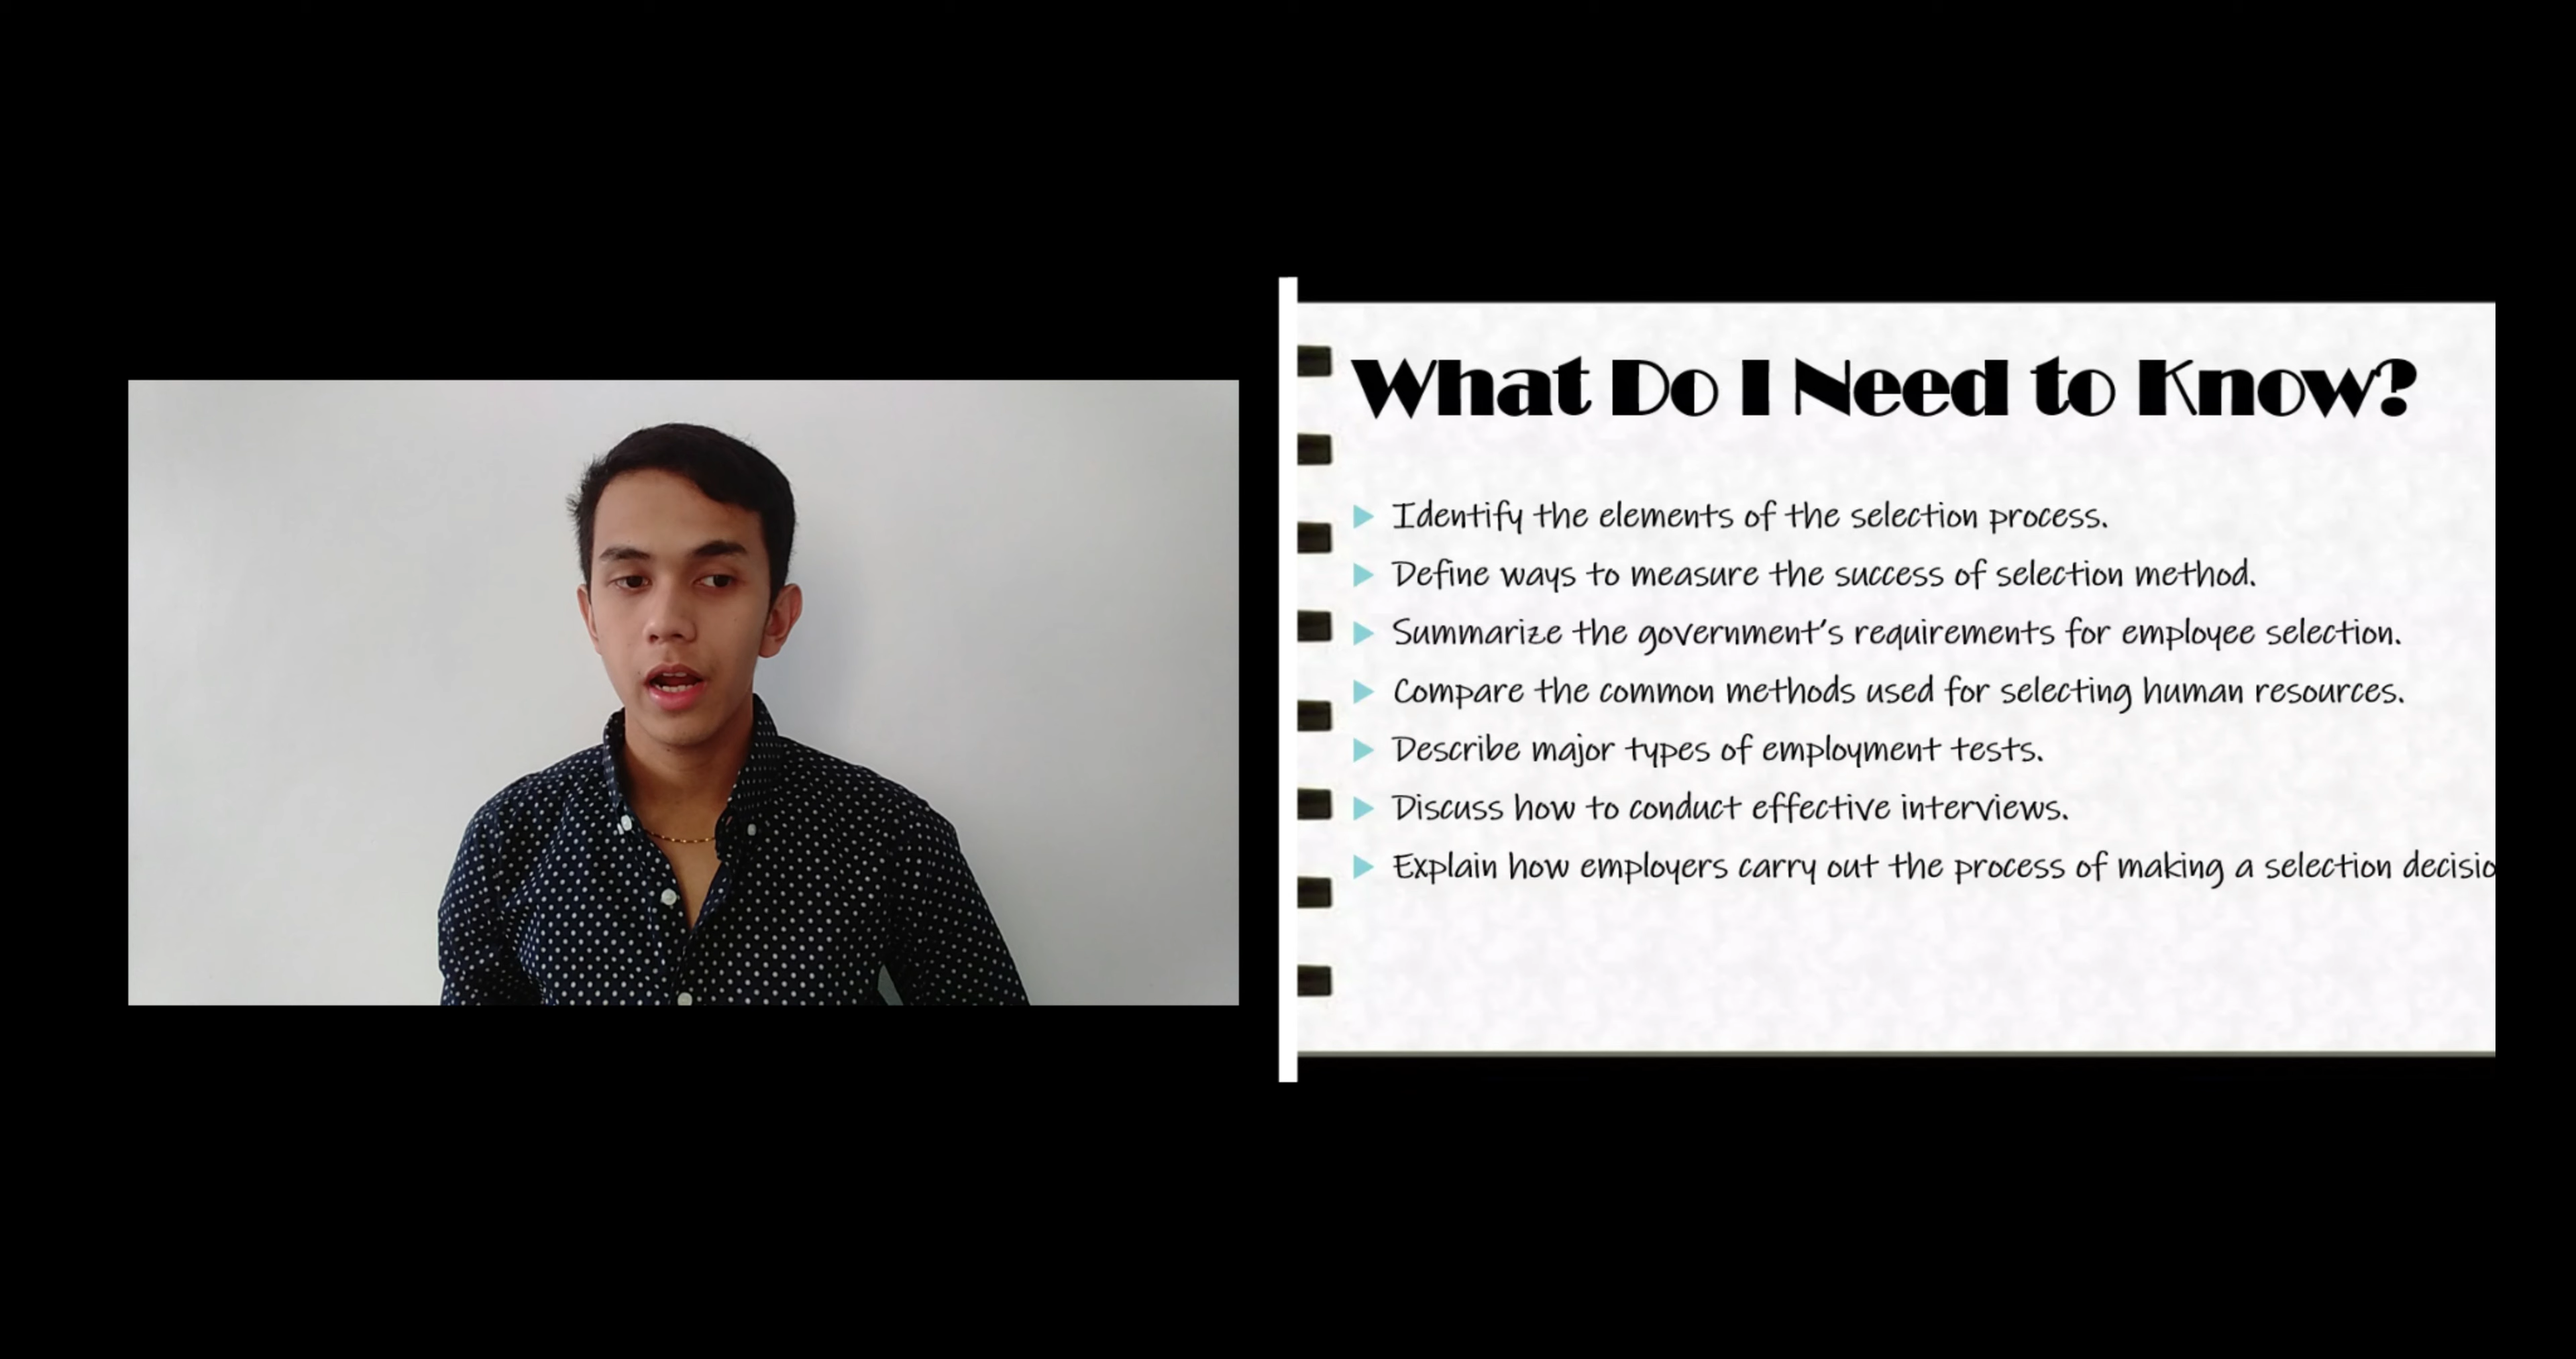 What Do I Need to Know?
Identify the elements of the selection process.
Define ways to measure the success of selection method.
Summarize the government's requirements for employee selection.
Compare the common methods used for selecting human resources.
Describe major types of employment tests.
Discuss how to conduct effective interviews.
Explain how employers carry out the process of making a selection decisio